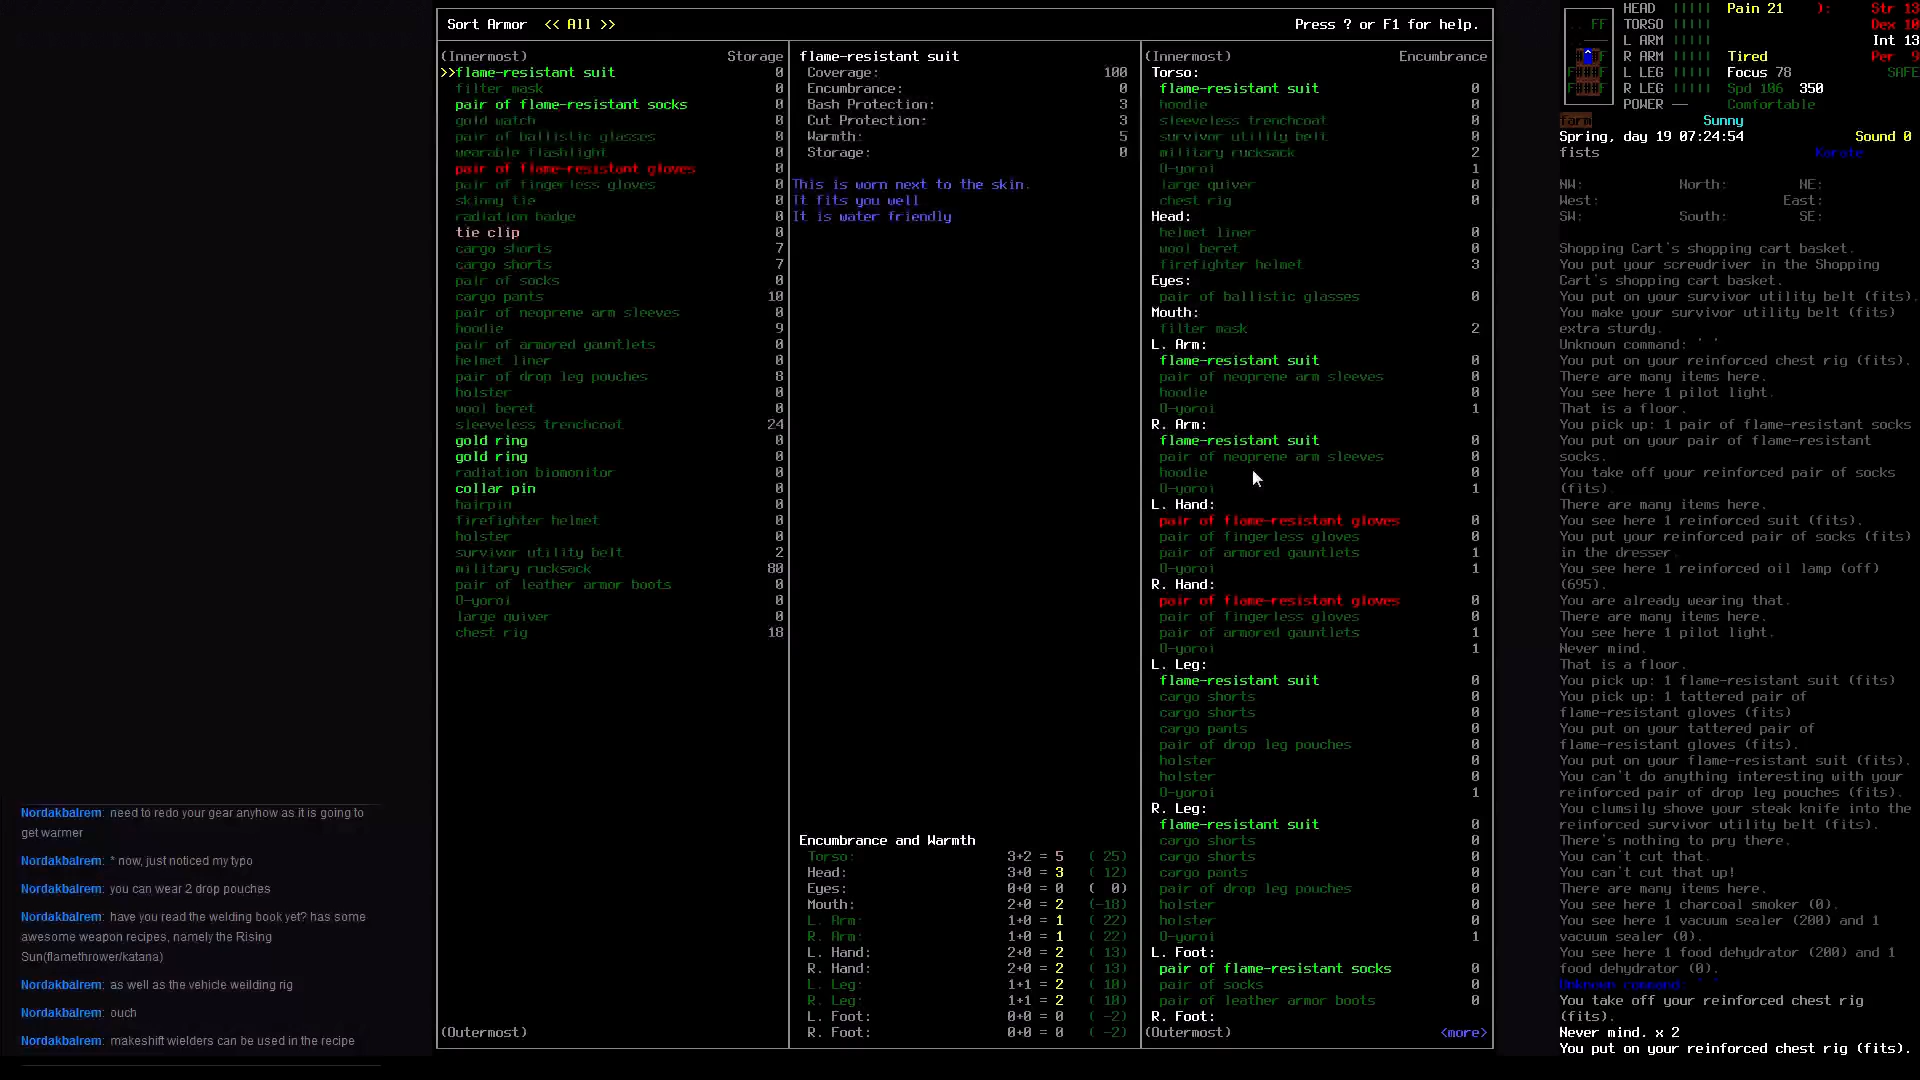 Sort Armor << All >> Press ? or F1 for help.
(Innermost) Storage
>>flame-resistant suit 0
filter mask 0
pair of flame-resistant socks 0
gold watch 0
pair of ballistic glasses 0
wearable flashlight 0
pair of flame-resistant gloves 0
pair of fingerless gloves 0
skinny tie 0
radiation badge 0
tie clip 0
cargo shorts 7
cargo shorts 7
pair of socks 0
cargo pants 10
pair of neoprene arm sleeves 0
hoodie 9
pair of armored gauntlets 0
helmet liner 0
pair of drop leg pouches 8
holster 0
wool beret 0
sleeveless trenchcoat 24
gold ring 0
gold ring 0
radiation biomonitor 0
collar pin 0
hairpin 0
firefighter helmet 0
holster 0
survivor utility belt 2
military rucksack 80
pair of leather armor boots 0
O-yoroi 0
large quiver 0
chest rig 18
(Outermost)
flame-resistant suit
Coverage: 100
Encumbrance: 0
Bash Protection: 3
Cut Protection: 3
Warmth: 5
Storage: 0
This is worn next to the skin.
It fits you well
It is water friendly
Encumbrance and Warmth
Torso: 3+2 = 5 ( 25)
Head: 3+0 = 3 ( 12)
Eyes: 0+0 = 0 ( 0)
Mouth: 2+0 = 2 (-18)
L. Arm: 1+0 = 1 ( 22)
R. Arm: 1+0 = 1 ( 22)
L. Hand: 2+0 = 2 ( 13)
R. Hand: 2+0 = 2 ( 13)
L. Leg: 1+1 = 2 ( 10)
R. Leg: 1+1 = 2 ( 10)
L. Foot: 0+0 = 0 ( -2)
R. Foot: 0+0 = 0 ( -2)
(Innermost) Encumbrance
Torso:
flame-resistant suit 0
hoodie 0
sleeveless trenchcoat 0
survivor utility belt 0
military rucksack 2
O-yoroi 1
large quiver 0
chest rig 0
Head:
helmet liner 0
wool beret 0
firefighter helmet 3
Eyes:
pair of ballistic glasses 0
Mouth:
filter mask 2
L. Arm:
flame-resistant suit 0
pair of neoprene arm sleeves 0
hoodie 0
O-yoroi 1
R. Arm:
flame-resistant suit 0
pair of neoprene arm sleeves 0
hoodie 0
O-yoroi 1
L. Hand:
pair of flame-resistant gloves 0
pair of fingerless gloves 0
pair of armored gauntlets 1
O-yoroi 1
R. Hand:
pair of flame-resistant gloves 0
pair of fingerless gloves 0
pair of armored gauntlets 1
O-yoroi 1
L. Leg:
flame-resistant suit 0
cargo shorts 0
cargo shorts 0
cargo pants 0
pair of drop leg pouches 0
holster 0
holster 0
O-yoroi 1
R. Leg:
flame-resistant suit 0
cargo shorts 0
cargo shorts 0
cargo pants 0
pair of drop leg pouches 0
holster 0
holster 0
O-yoroi 1
L. Foot:
pair of flame-resistant socks 0
pair of socks 0
pair of leather armor boots 0
R. Foot:
(Outermost) <more>
HEAD ||||| Pain 21 ): Str 13
TORSO ||||| Dex 10
L ARM ||||| Int 13
R ARM ||||| Tired Per 9
L LEG ||||| Focus 78 SAFE
R LEG ||||| Spd 106 350
POWER -- Comfortable
farm Sunny
Spring, day 19 07:24:54 Sound 0
fists Karate
NW: North: NE:
West: East:
SW: South: SE:
Shopping Cart's shopping cart basket.
You put your screwdriver in the Shopping
Cart's shopping cart basket.
You put on your survivor utility belt (fits).
You make your survivor utility belt (fits)
extra sturdy.
Unknown command: ` `
You put on your reinforced chest rig (fits).
There are many items here.
You see here 1 pilot light.
That is a floor.
You pick up: 1 pair of flame-resistant socks
You put on your pair of flame-resistant
socks.
You take off your reinforced pair of socks
(fits).
There are many items here.
You see here 1 reinforced suit (fits).
You put your reinforced pair of socks (fits)
in the dresser.
You see here 1 reinforced oil lamp (off)
(695).
You are already wearing that.
There are many items here.
You see here 1 pilot light.
Never mind.
That is a floor.
You pick up: 1 flame-resistant suit (fits)
You pick up: 1 tattered pair of
flame-resistant gloves (fits)
You put on your tattered pair of
flame-resistant gloves (fits).
You put on your flame-resistant suit (fits).
You can't do anything interesting with your
reinforced pair of drop leg pouches (fits).
You clumsily shove your steak knife into the
reinforced survivor utility belt (fits).
There's nothing to pry there.
You can't cut that.
You can't cut that up!
There are many items here.
You see here 1 charcoal smoker (0).
You see here 1 vacuum sealer (200) and 1
vacuum sealer (0).
You see here 1 food dehydrator (200) and 1
food dehydrator (0).
Unknown command: ` `
You take off your reinforced chest rig
(fits).
Never mind. x 2
You put on your reinforced chest rig (fits).
Nordakbalrem: need to redo your gear anyhow as it is going to
get warmer
Nordakbalrem: * now, just noticed my typo
Nordakbalrem: you can wear 2 drop pouches
Nordakbalrem: have you read the welding book yet? has some
awesome weapon recipes, namely the Rising
Sun(flamethrower/katana)
Nordakbalrem: as well as the vehicle weilding rig
Nordakbalrem: ouch
Nordakbalrem: makeshift wielders can be used in the recipe